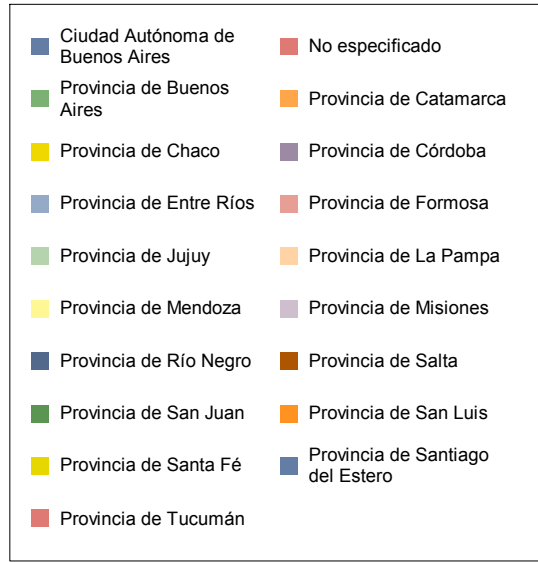 Ciudad Autónoma de
Buenos Aires
No especificado
Provincia de Buenos
Aires
Provincia de Catamarca
Provincia de Chaco
Provincia de Córdoba
Provincia de Entre Ríos
Provincia de Formosa
Provincia de Jujuy
Provincia de La Pampa
Provincia de Mendoza
Provincia de Misiones
Provincia de Río Negro
Provincia de Salta
Provincia de San Juan
Provincia de San Luis
Provincia de Santa Fé
Provincia de Santiago
del Estero
Provincia de Tucumán